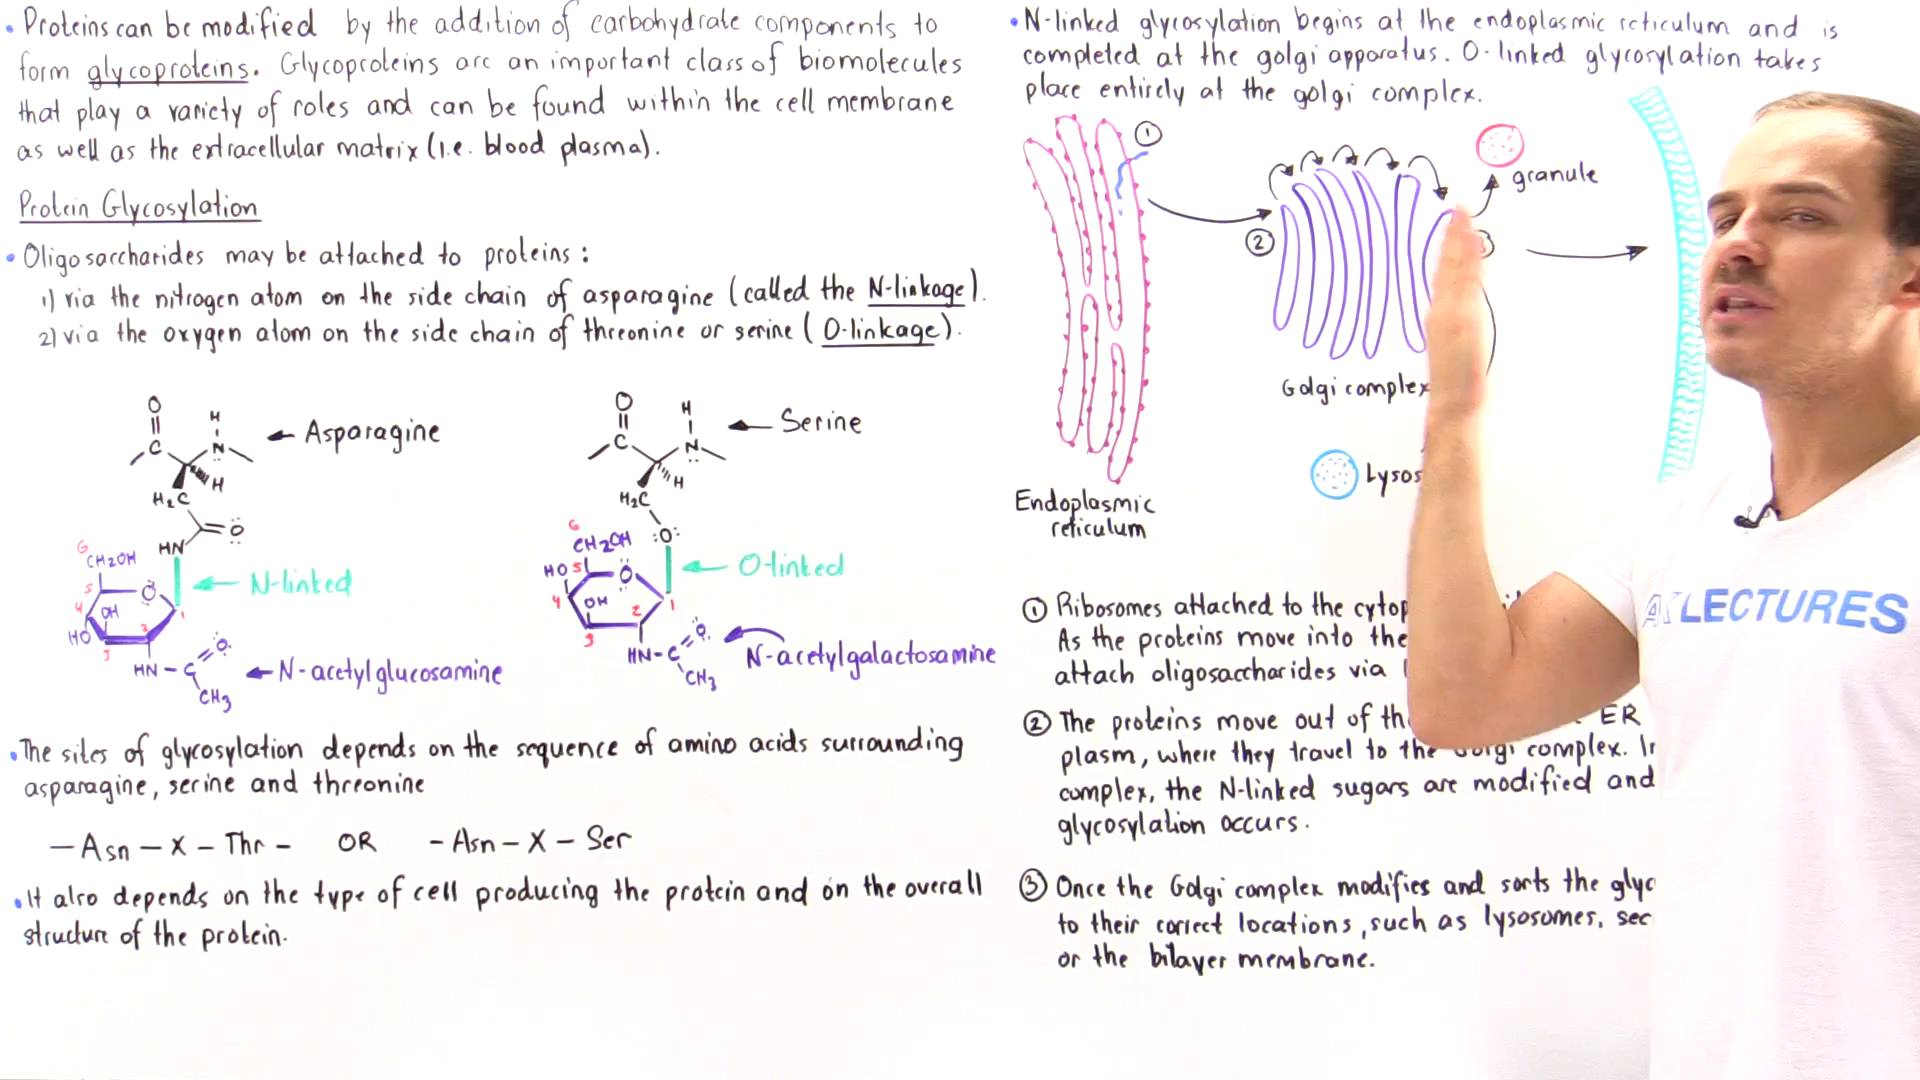 • Proteins can be modified by the addition of carbohydrate components to
form glycoproteins. Glycoproteins are an important class of biomolecules
that play a variety of roles and can be found within the cell membrane
as well as the extracellular matrix (i.e. blood plasma).
Protein Glycosylation
• Oligosaccharides may be attached to proteins:
1) via the nitrogen atom on the side chain of asparagine (called the N-linkage).
2) via the oxygen atom on the side chain of threonine or serine (O-linkage).
O
H
C
N
H
H2C
O
HN
← Asparagine
6
CH2OH
5
O
4
OH
HO
3
2
1
← N-linked
HN - C
O
CH3
← N-acetylglucosamine
O
H
C
N
H
H2C
:O:
← Serine
6
CH2OH
HO
5
O
4
OH
3
2
1
← O-linked
HN - C
O
CH3
N-acetylgalactosamine
• The sites of glycosylation depends on the sequence of amino acids surrounding
asparagine, serine and threonine
- Asn - X - Thr - OR - Asn - X - Ser
• It also depends on the type of cell producing the protein and on the overall
structure of the protein.
• N-linked glycosylation begins at the endoplasmic reticulum and is
completed at the golgi apparatus. O-linked glycosylation takes
place entirely at the golgi complex.
1
granule
2
3
Golgi complex
Lysos
Endoplasmic
reticulum
① Ribosomes attached to the cytop
As the proteins move into the
attach oligosaccharides via
② The proteins move out of th ER
plasm, where they travel to the Golgi complex. In
complex, the N-linked sugars are modified and
glycosylation occurs.
③ Once the Golgi complex modifies and sorts the glyc
to their correct locations, such as lysosomes, sec
or the bilayer membrane.
AK LECTURES